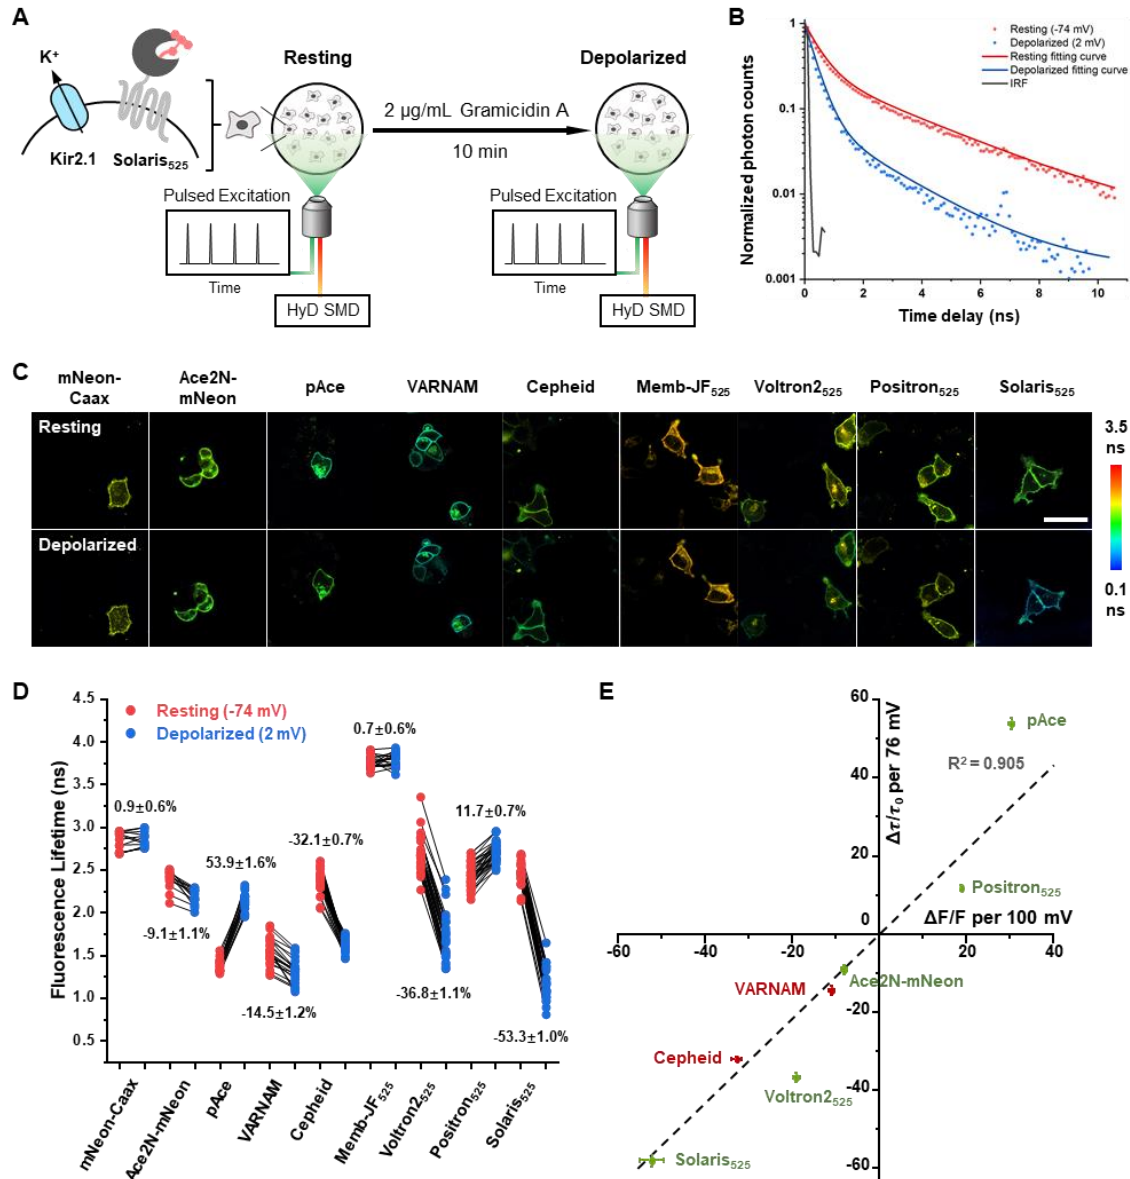 A
K⁺
Kir2.1
Solaris₅₂₅
Resting
2 μg/mL Gramicidin A
10 min
Depolarized
Pulsed Excitation
Time
HyD SMD
Pulsed Excitation
Time
HyD SMD
B
Normalized photon counts
1
0.1
0.01
0.001
Resting (-74 mV)
Depolarized (2 mV)
Resting fitting curve
Depolarized fitting curve
IRF
0 2 4 6 8 10
Time delay (ns)
C
mNeon-
Caax
Ace2N-
mNeon
pAce
VARNAM
Cepheid
Memb-JF₅₂₅
Voltron2₅₂₅
Positron₅₂₅
Solaris₅₂₅
Resting
Depolarized
3.5
ns
0.1
ns
D
Fluorescence Lifetime (ns)
4.5
4.0
3.5
3.0
2.5
2.0
1.5
1.0
0.5
Resting (-74 mV)
Depolarized (2 mV)
0.9±0.6%
-9.1±1.1%
53.9±1.6%
-14.5±1.2%
-32.1±0.7%
0.7±0.6%
-36.8±1.1%
11.7±0.7%
-53.3±1.0%
mNeon-Caax
Ace2N-mNeon
pAce
VARNAM
Cepheid
Memb-JF₅₂₅
Voltron2₅₂₅
Positron₅₂₅
Solaris₅₂₅
E
Δτ/τ₀ per 76 mV
60
40
20
0
-20
-40
-60
pAce
R² = 0.905
Positron₅₂₅
ΔF/F per 100 mV
-60 -40 -20 20 40
Ace2N-mNeon
VARNAM
Cepheid
Voltron2₅₂₅
Solaris₅₂₅